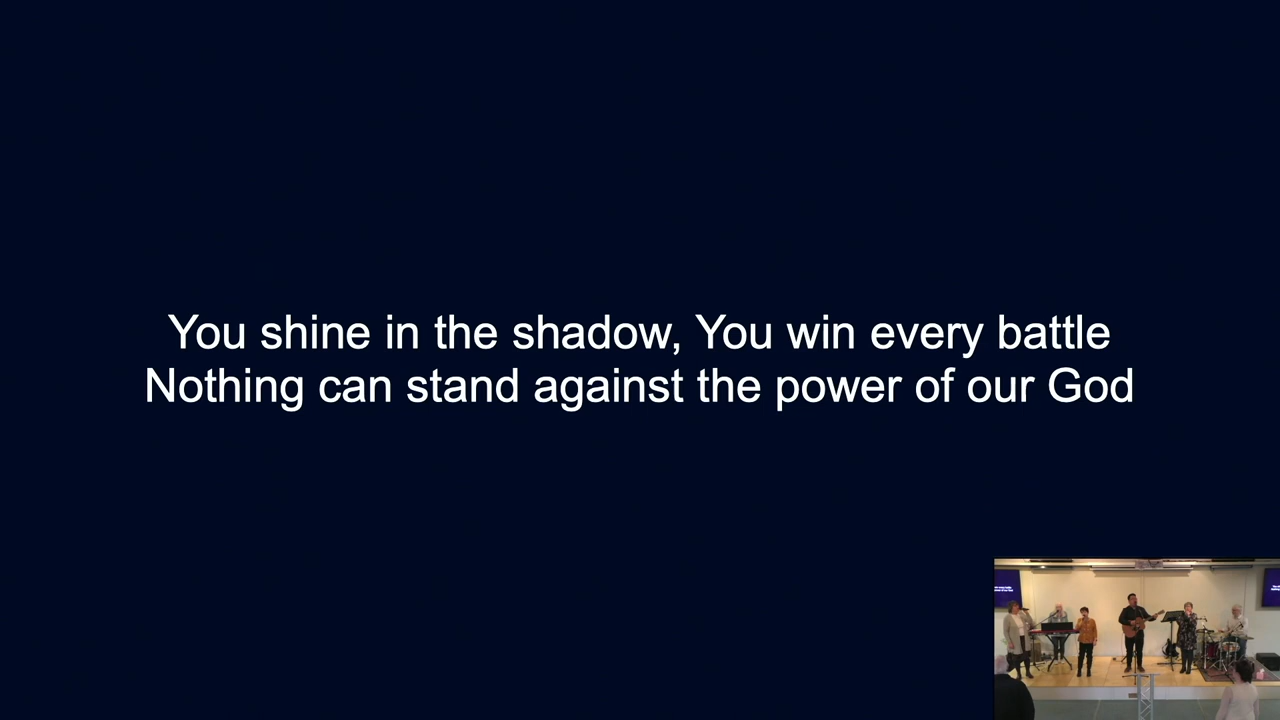 You shine in the shadow, You win every battle
Nothing can stand against the power of our God